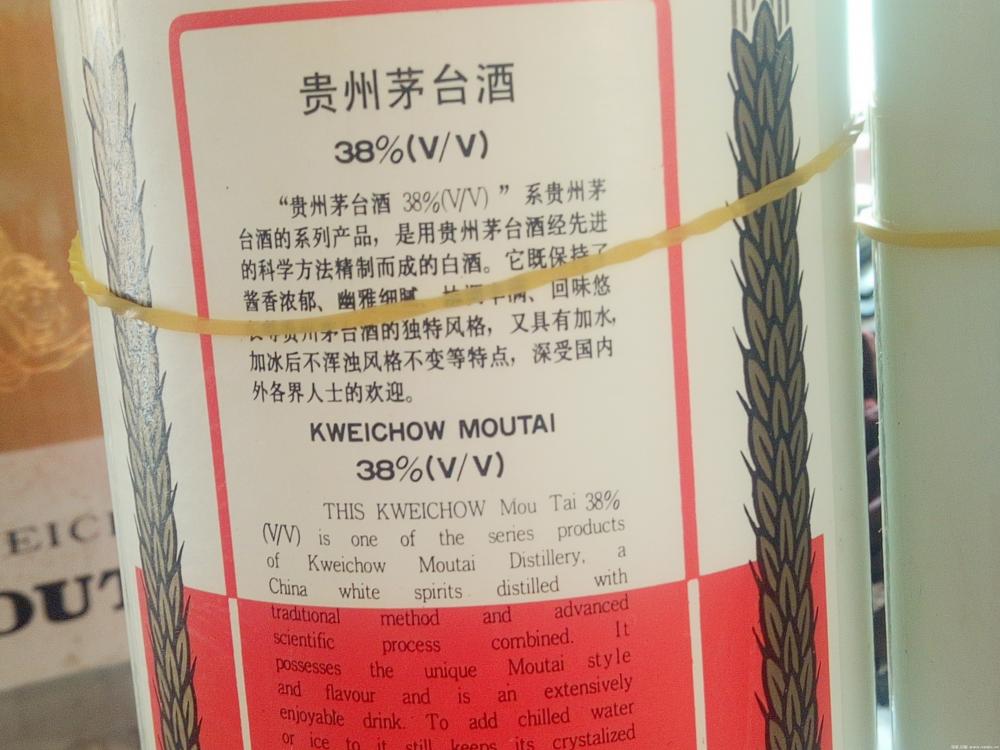 贵州茅台酒
38%(V/V)
“贵州茅台酒 38%(V/V)” 系贵州茅
台酒的系列产品，是用贵州茅台酒经先进
的科学方法精制而成的白酒。它既保持了
酱香浓郁、幽雅细腻、回味悠
贵州茅台酒的独特风格，又具有加水，
加冰后不浑浊风格不变等特点，深受国内
外各界人士的欢迎。
KWEICHOW MOUTAI
38%(V/V)
THIS KWEICHOW Mou Tai 38%
(V/V) is one of the series products
of Kweichow Moutai Distillery, a
China white spirits distilled with
traditional method and advanced
scientific process combined. It
possesses the unique Moutai style
and flavour and is an extensively
enjoyable drink. To add chilled water
or ice to it still keeps its crystalized
EICH
OUT